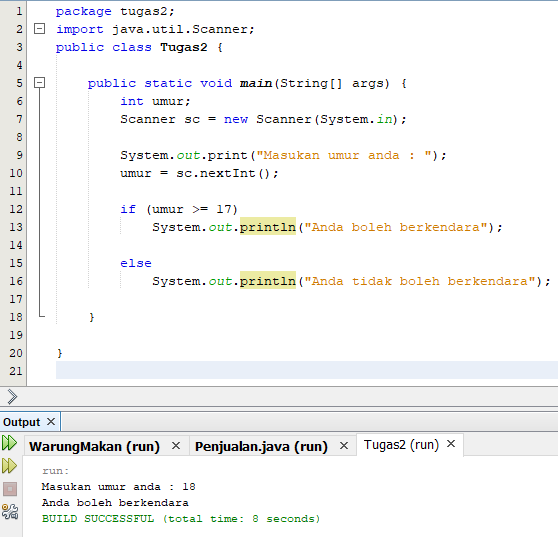 1 package tugas2;
2 import java.util.Scanner;
3 public class Tugas2 {
4
5 public static void main(String[] args) {
6 int umur;
7 Scanner sc = new Scanner(System.in);
8
9 System.out.print("Masukan umur anda : ");
10 umur = sc.nextInt();
11
12 if (umur >= 17)
13 System.out.println("Anda boleh berkendara");
14
15 else
16 System.out.println("Anda tidak boleh berkendara");
17
18 }
19
20 }
21
Output ×
WarungMakan (run) × Penjualan.java (run) × Tugas2 (run) ×
run:
Masukan umur anda : 18
Anda boleh berkendara
BUILD SUCCESSFUL (total time: 8 seconds)